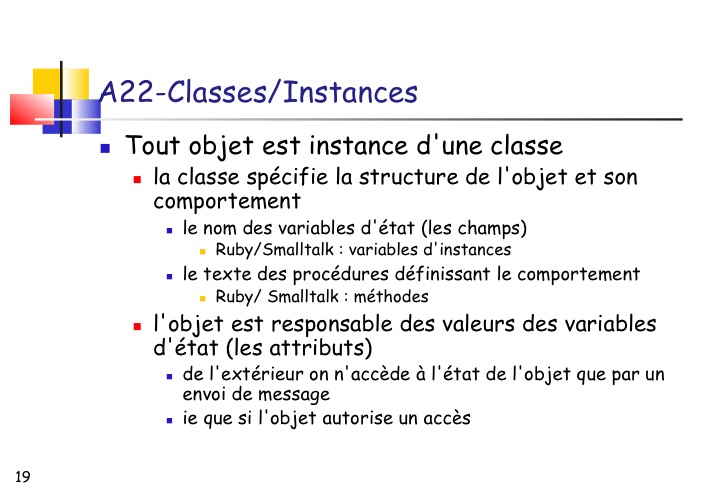 A22-Classes/Instances
Tout objet est instance d'une classe
la classe spécifie la structure de l'objet et son
comportement
le nom des variables d'état (les champs)
Ruby/Smalltalk : variables d'instances
le texte des procédures définissant le comportement
Ruby/ Smalltalk : méthodes
l'objet est responsable des valeurs des variables
d'état (les attributs)
de l'extérieur on n'accède à l'état de l'objet que par un
envoi de message
ie que si l'objet autorise un accès
19